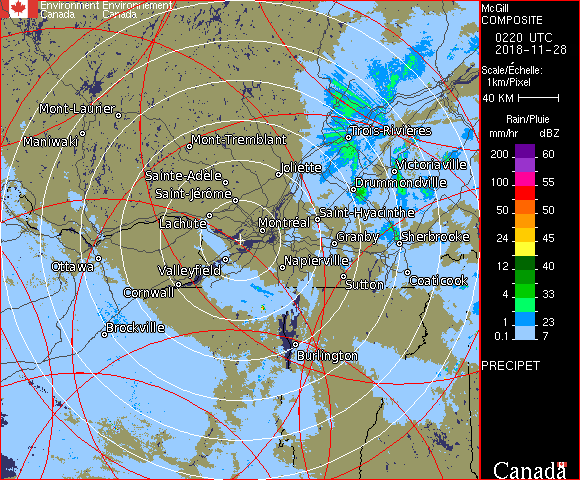 Environment Environnement
Canada Canada
McGill
COMPOSITE
0220 UTC
2018-11-28
Scale/Échelle:
1km/Pixel
40 KM
Rain/Pluie
mm/hr dBZ
200 60
57
100 55
53
50 50
24 45
12 40
4 33
1 23
0.1 7
PRECIPET
Canada
Mont-Laurier
Maniwaki
Mont-Tremblant
Trois-Rivières
Joliette
Victoriaville
Sainte-Adèle
Drummondville
Saint-Jérôme
Saint-Hyacinthe
Lachute
Montréal
Granby
Sherbrooke
Ottawa
Valleyfield
Napierville
Cornwall
Sutton
Coaticook
Brockville
Burlington